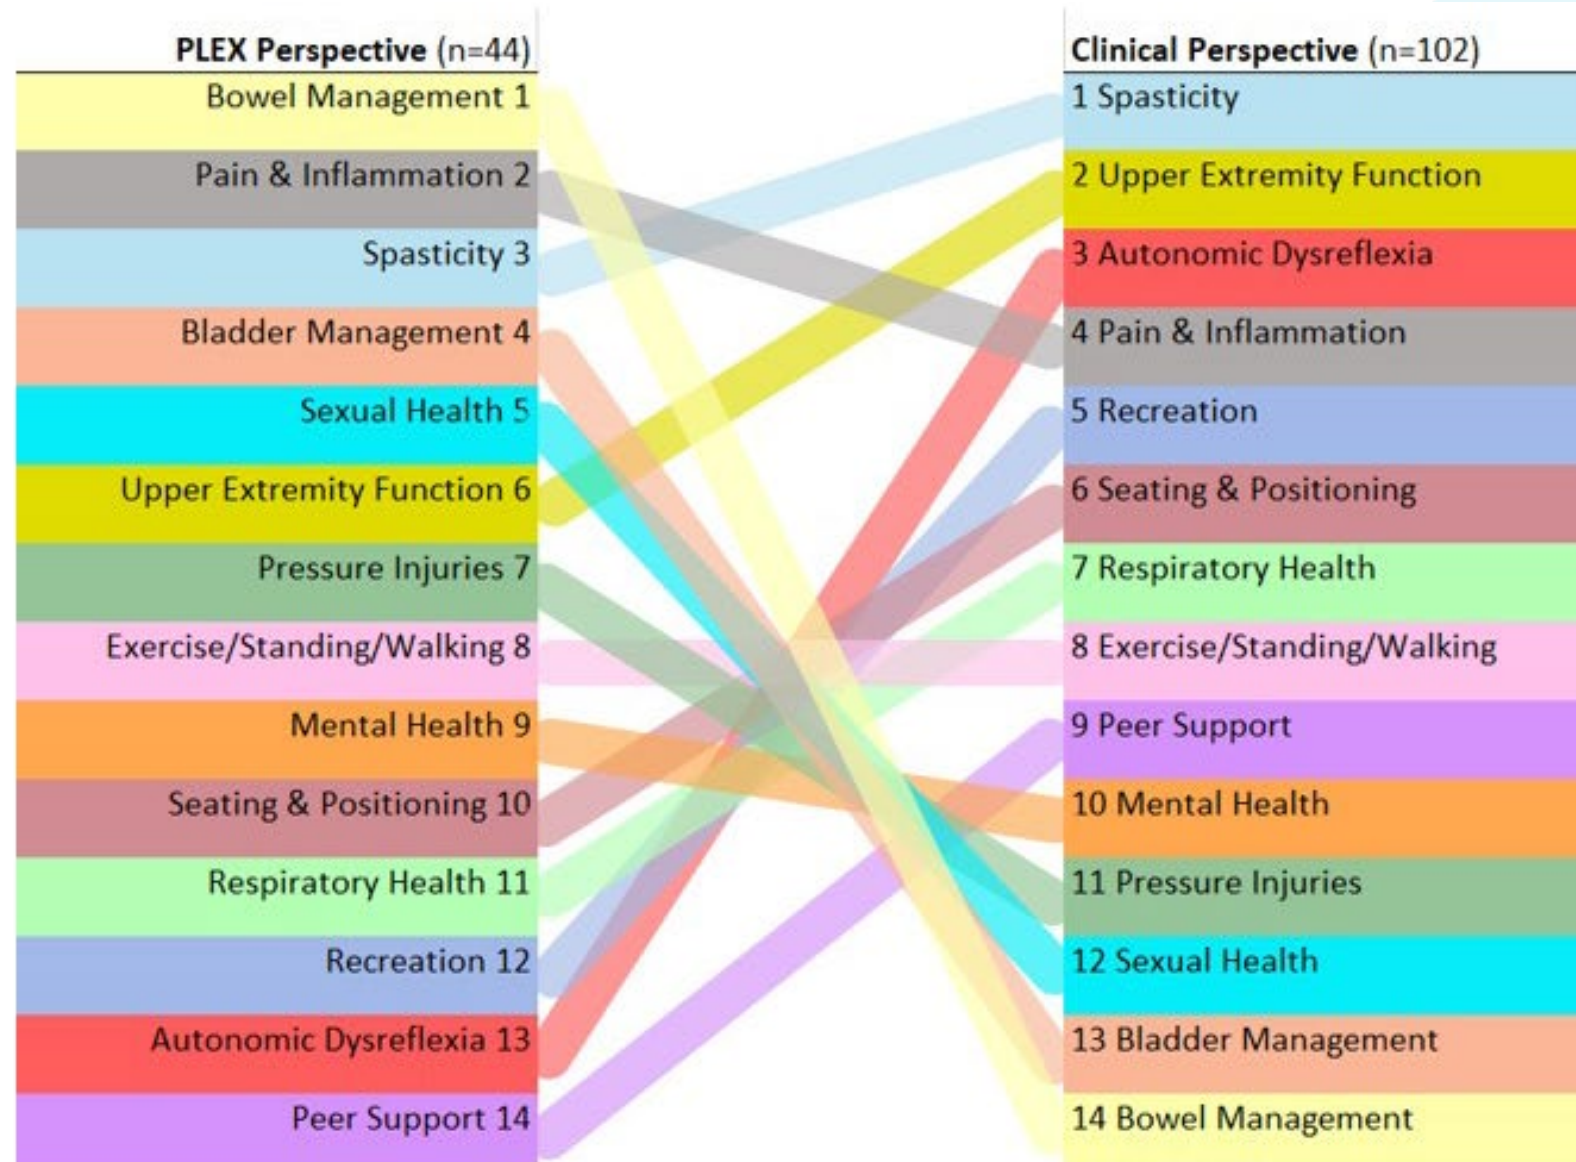 PLEX Perspective (n=44)
Bowel Management 1
Pain & Inflammation 2
Spasticity 3
Bladder Management 4
Sexual Health 5
Upper Extremity Function 6
Pressure Injuries 7
Exercise/Standing/Walking 8
Mental Health 9
Seating & Positioning 10
Respiratory Health 11
Recreation 12
Autonomic Dysreflexia 13
Peer Support 14
Clinical Perspective (n=102)
1 Spasticity
2 Upper Extremity Function
3 Autonomic Dysreflexia
4 Pain & Inflammation
5 Recreation
6 Seating & Positioning
7 Respiratory Health
8 Exercise/Standing/Walking
9 Peer Support
10 Mental Health
11 Pressure Injuries
12 Sexual Health
13 Bladder Management
14 Bowel Management